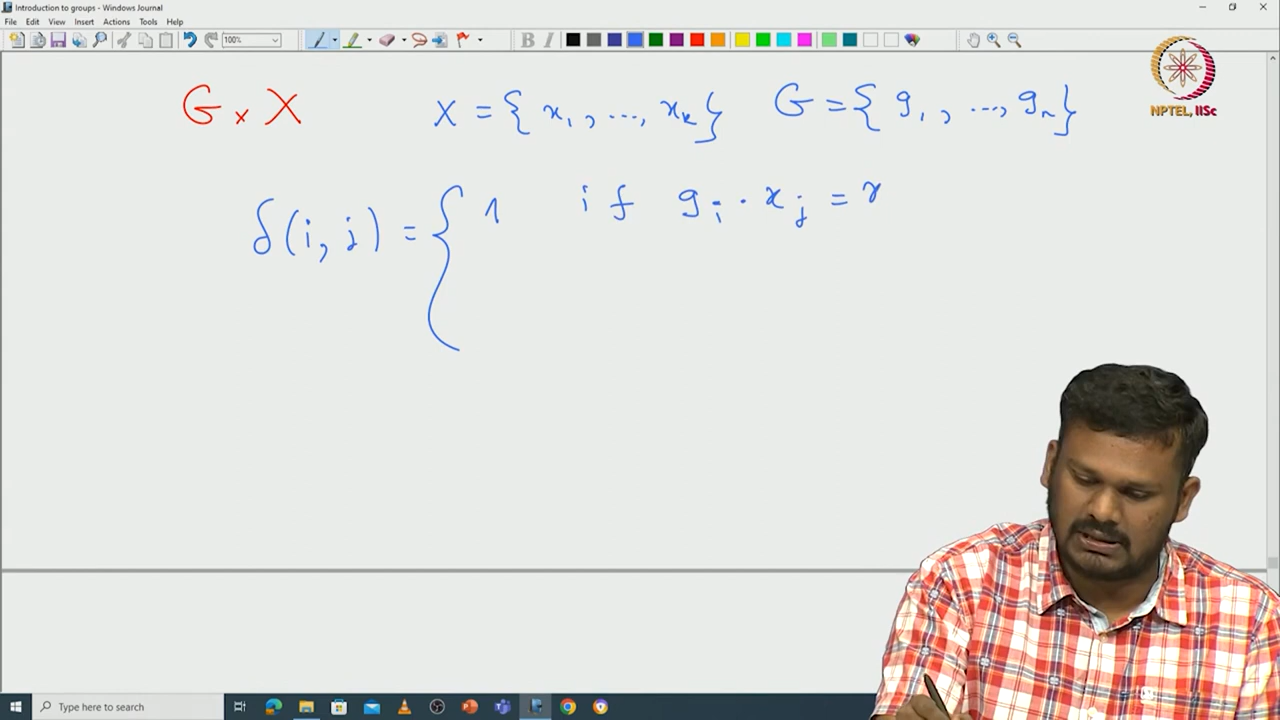 Introduction to groups - Windows Journal
File Edit View Insert Actions Tools Help
100%
B I
NPTEL, IISc
G × X X = { x₁, ..., xₖ } G = { g₁, ..., gₙ }
δ(i, j) = { 1 if gᵢ · xⱼ = x
Type here to search